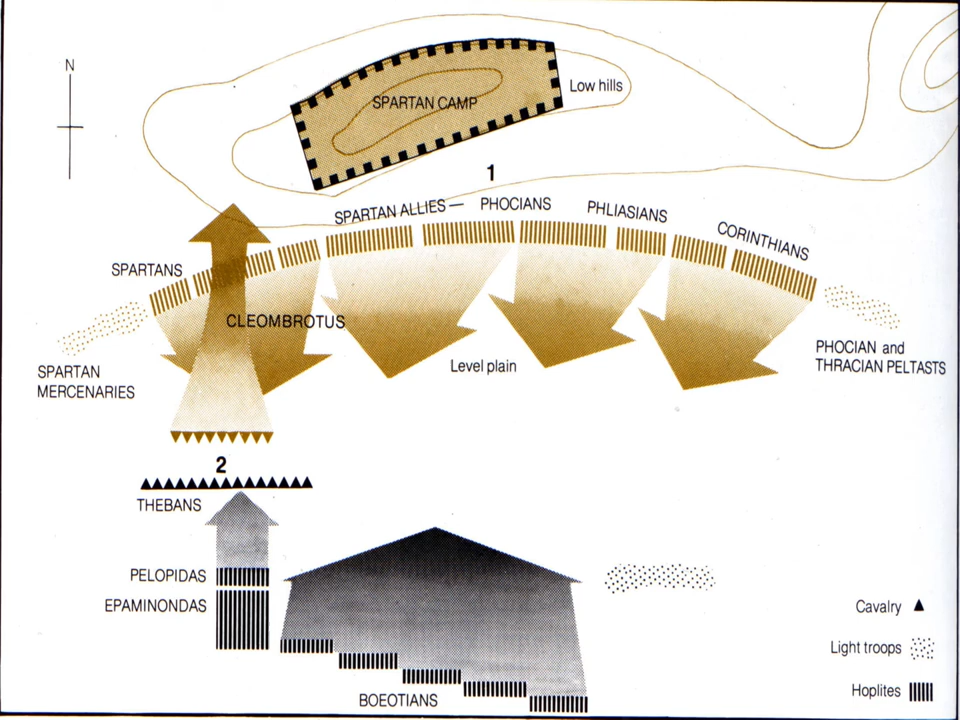 N
SPARTAN CAMP
Low hills
1
SPARTAN ALLIES — PHOCIANS
PHLIASIANS
CORINTHIANS
SPARTANS
CLEOMBROTUS
SPARTAN
MERCENARIES
Level plain
PHOCIAN and
THRACIAN PELTASTS
2
THEBANS
PELOPIDAS
EPAMINONDAS
BOEOTIANS
Cavalry
Light troops
Hoplites